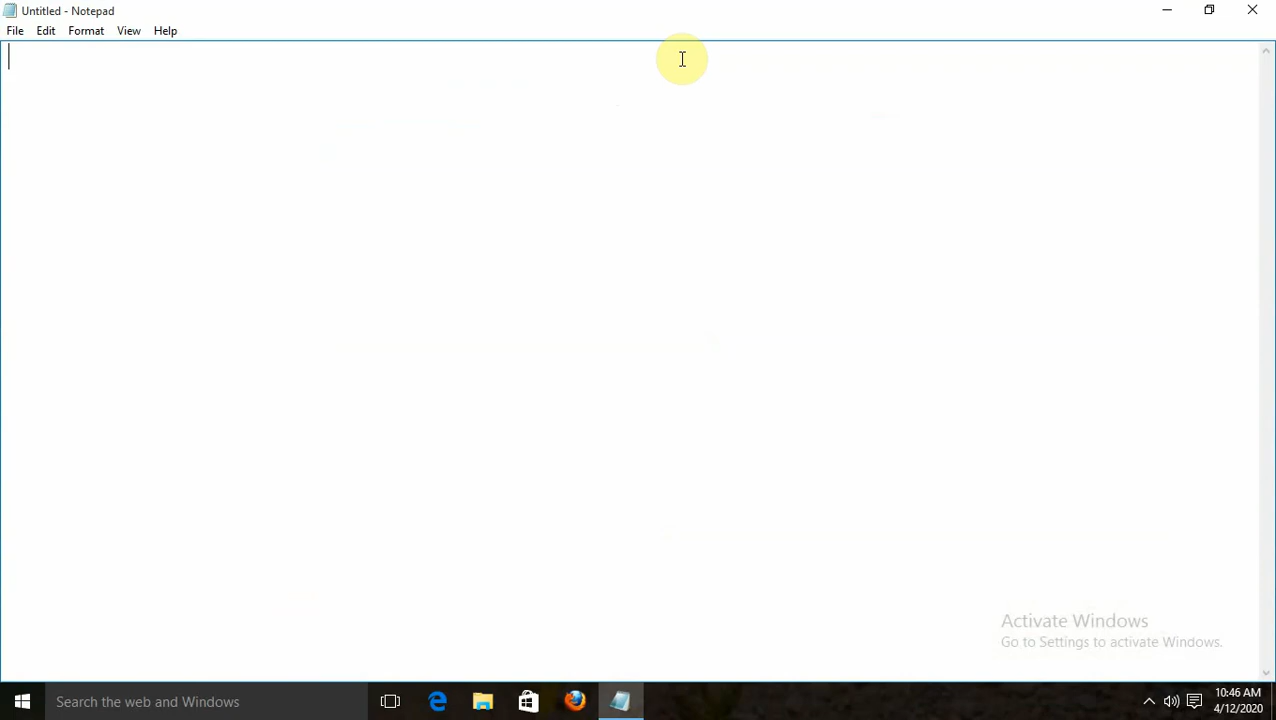 Untitled - Notepad
File Edit Format View Help
Activate Windows
Go to Settings to activate Windows.
Search the web and Windows
10:46 AM
4/12/2020